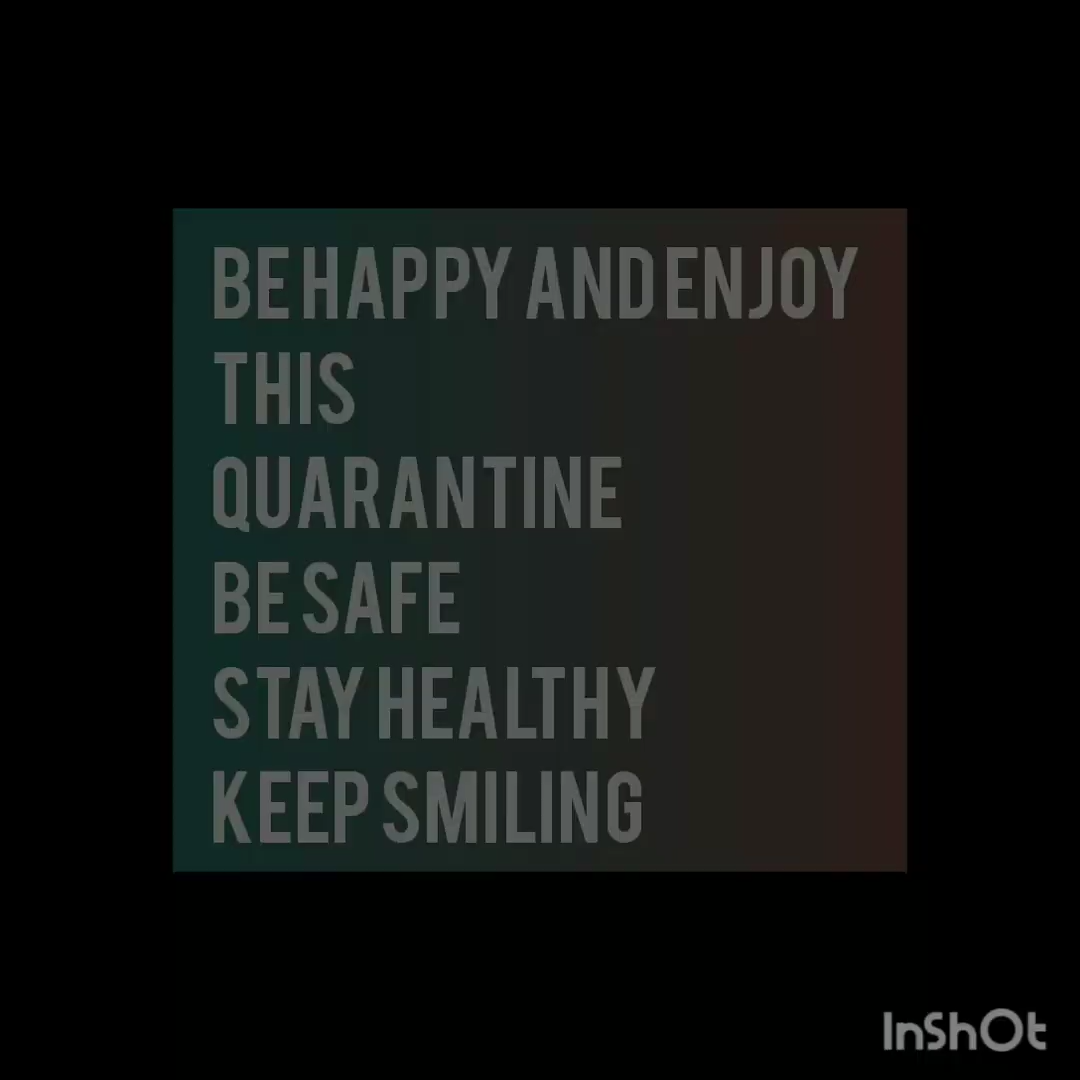 BE HAPPY AND ENJOY
THIS
QUARANTINE
BE SAFE
STAY HEALTHY
KEEP SMILING
InShOt